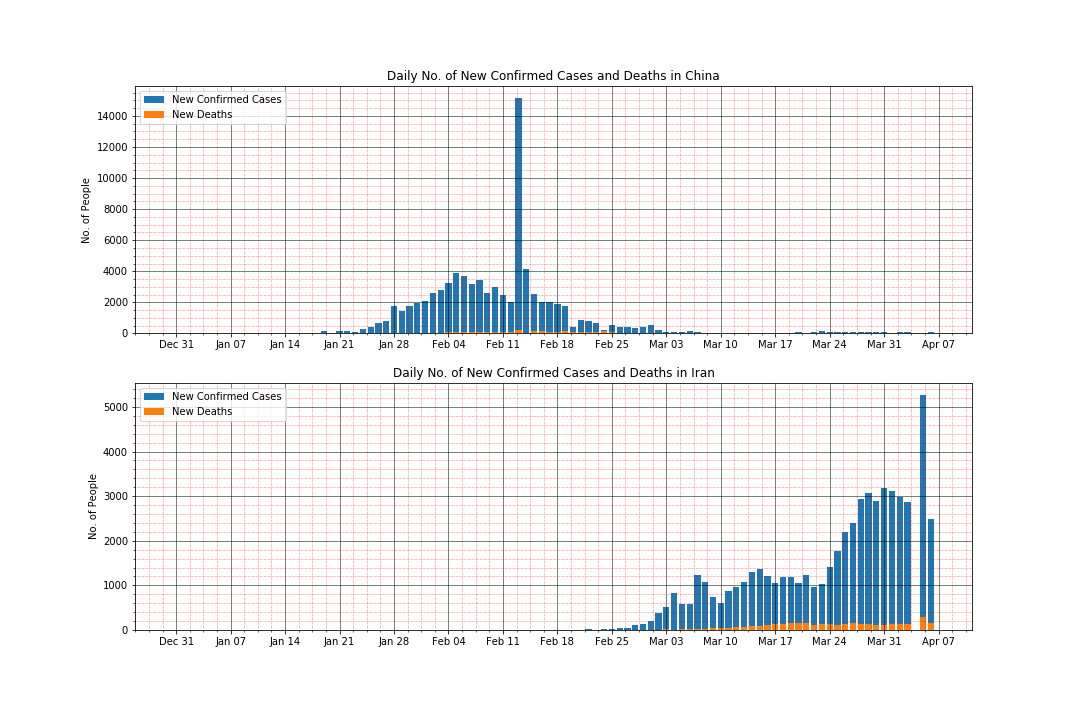 Daily No. of New Confirmed Cases and Deaths in China
New Confirmed Cases
New Deaths
No. of People
14000
12000
10000
8000
6000
4000
2000
0
Dec 31 Jan 07 Jan 14 Jan 21 Jan 28 Feb 04 Feb 11 Feb 18 Feb 25 Mar 03 Mar 10 Mar 17 Mar 24 Mar 31 Apr 07
Daily No. of New Confirmed Cases and Deaths in Iran
New Confirmed Cases
New Deaths
No. of People
5000
4000
3000
2000
1000
0
Dec 31 Jan 07 Jan 14 Jan 21 Jan 28 Feb 04 Feb 11 Feb 18 Feb 25 Mar 03 Mar 10 Mar 17 Mar 24 Mar 31 Apr 07